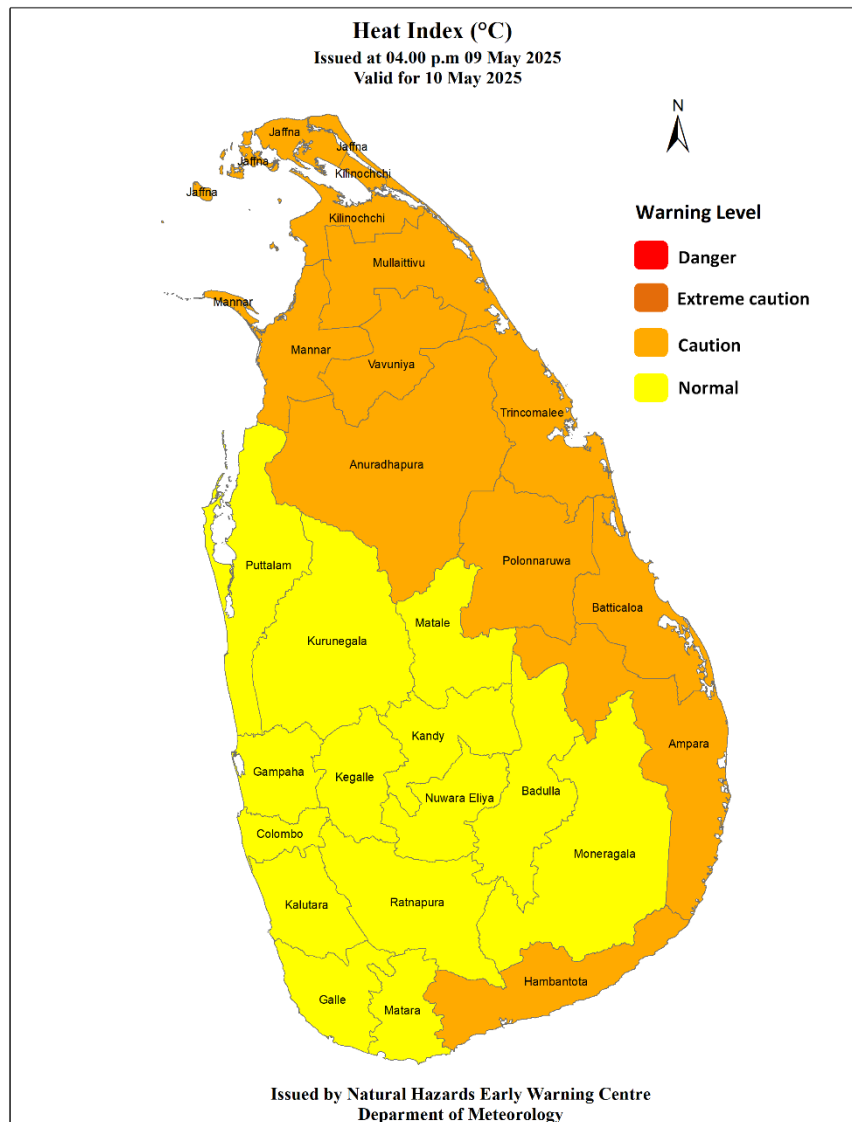 Heat Index (°C)
Issued at 04.00 p.m 09 May 2025
Valid for 10 May 2025
N
Jaffna
Jaffna
Jaffna
Kilinochchi
Jaffna
Kilinochchi
Warning Level
Mullaittivu
Danger
Extreme caution
Mannar
Caution
Mannar
Vavuniya
Normal
Trincomalee
Anuradhapura
Polonnaruwa
Puttalam
Batticaloa
Matale
Kurunegala
Kandy
Ampara
Gampaha
Kegalle
Badulla
Nuwara Eliya
Colombo
Moneragala
Kalutara
Ratnapura
Hambantota
Galle
Matara
Issued by Natural Hazards Early Warning Centre
Deparment of Meteorology